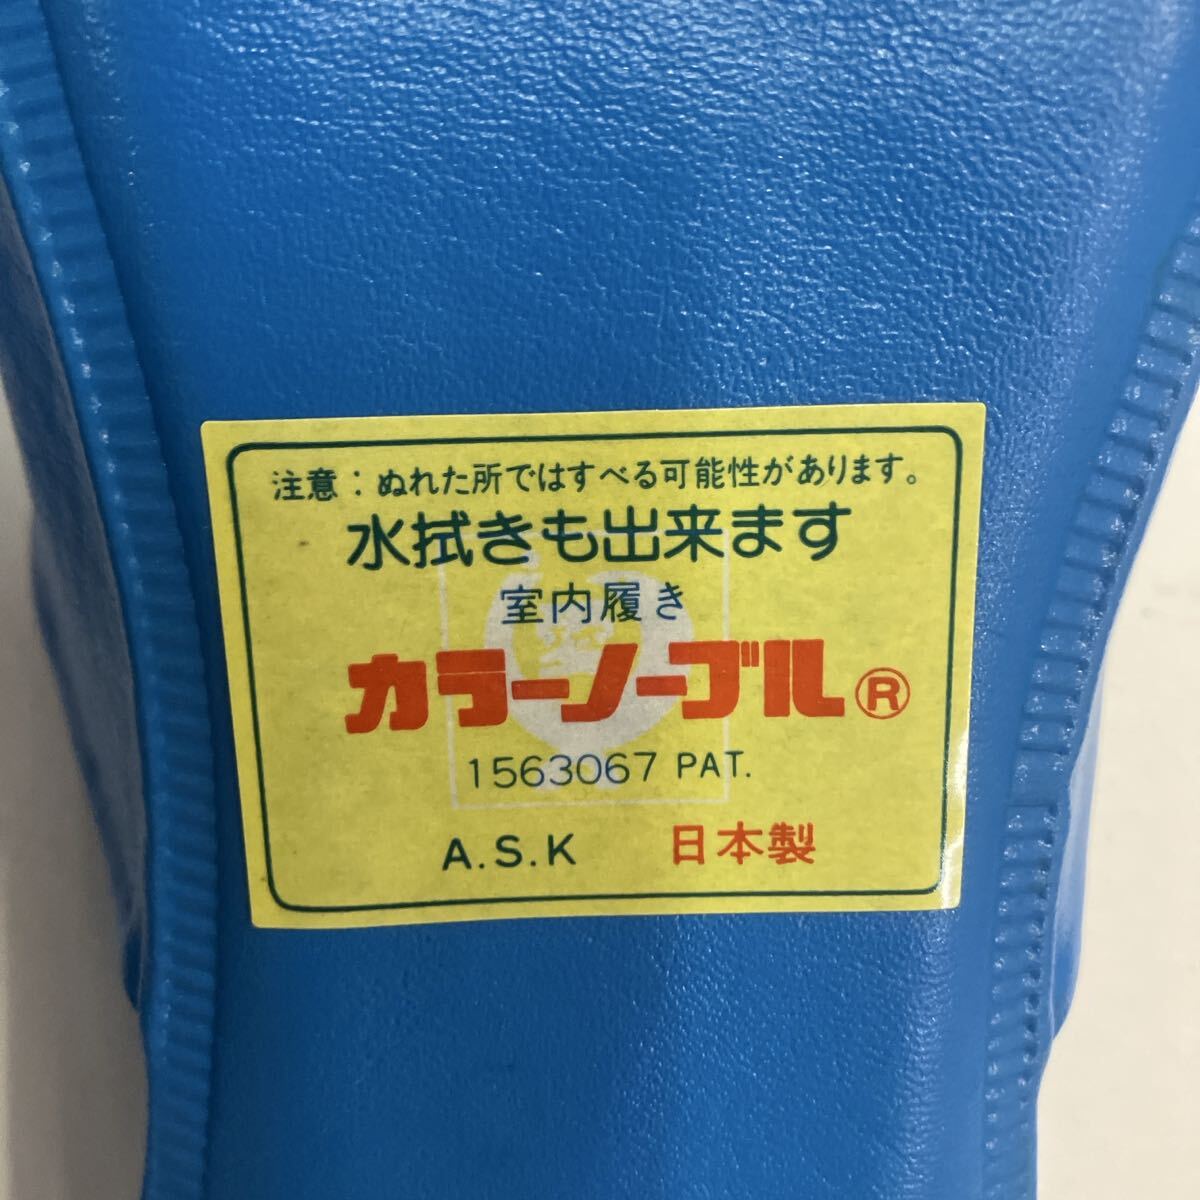 注意：ぬれた所ではすべる可能性があります。
水拭きも出来ます
室内履き
カラーノーブル®
1563067 PAT.
A.S.K 日本製